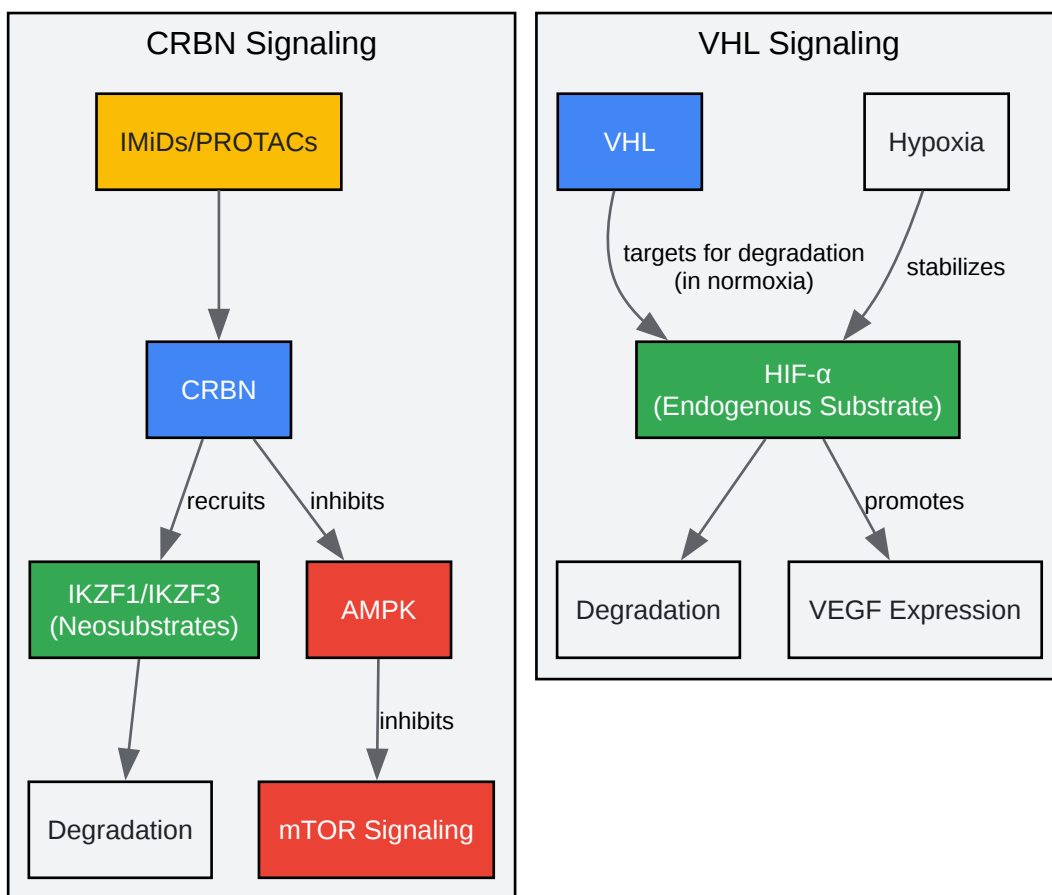 CRBN Signaling
IMiDs/PROTACs
CRBN
recruits
inhibits
IKZF1/IKZF3
(Neosubstrates)
AMPK
inhibits
Degradation
mTOR Signaling
VHL Signaling
VHL
Hypoxia
targets for degradation
(in normoxia)
stabilizes
HIF-α
(Endogenous Substrate)
promotes
Degradation
VEGF Expression